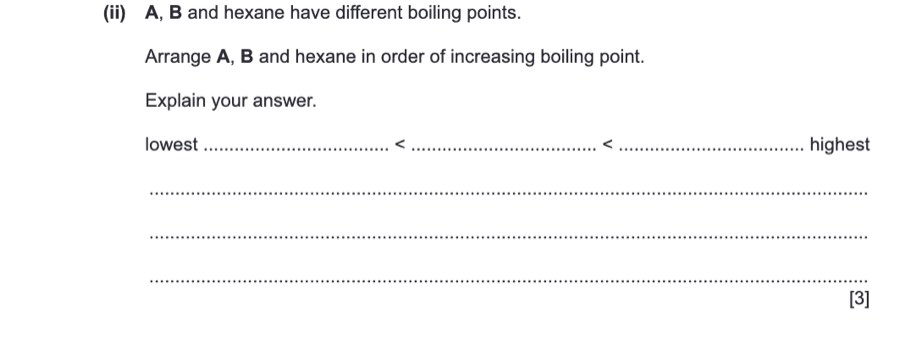 (ii) A, B and hexane have different boiling points.
Arrange A, B and hexane in order of increasing boiling point.
Explain your answer.
lowest .................................... < .................................... < .................................... highest
............................................................................................................................................
............................................................................................................................................
............................................................................................................................................
[3]